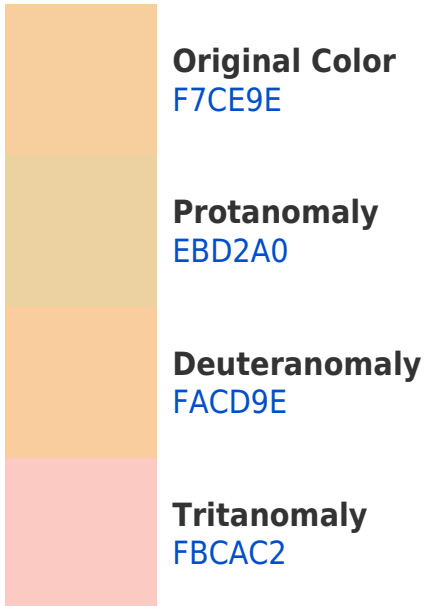 Original Color
F7CE9E
Protanomaly
EBD2A0
Deuteranomaly
FACD9E
Tritanomaly
FBCAC2